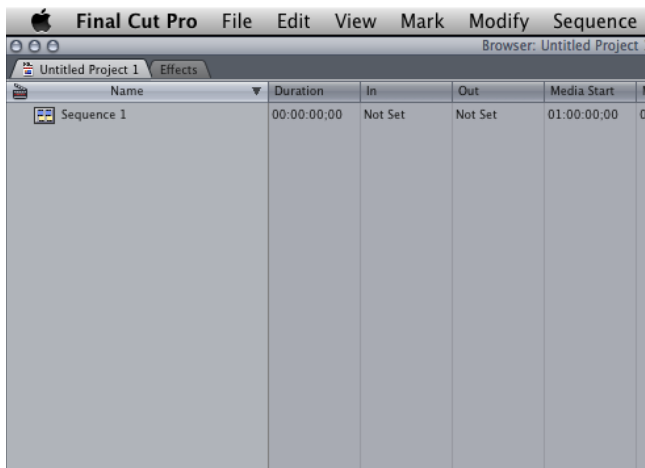 Final Cut Pro File Edit View Mark Modify Sequence
Browser: Untitled Project
Untitled Project 1 Effects
Name Duration In Out Media Start
Sequence 1 00:00:00;00 Not Set Not Set 01:00:00;00